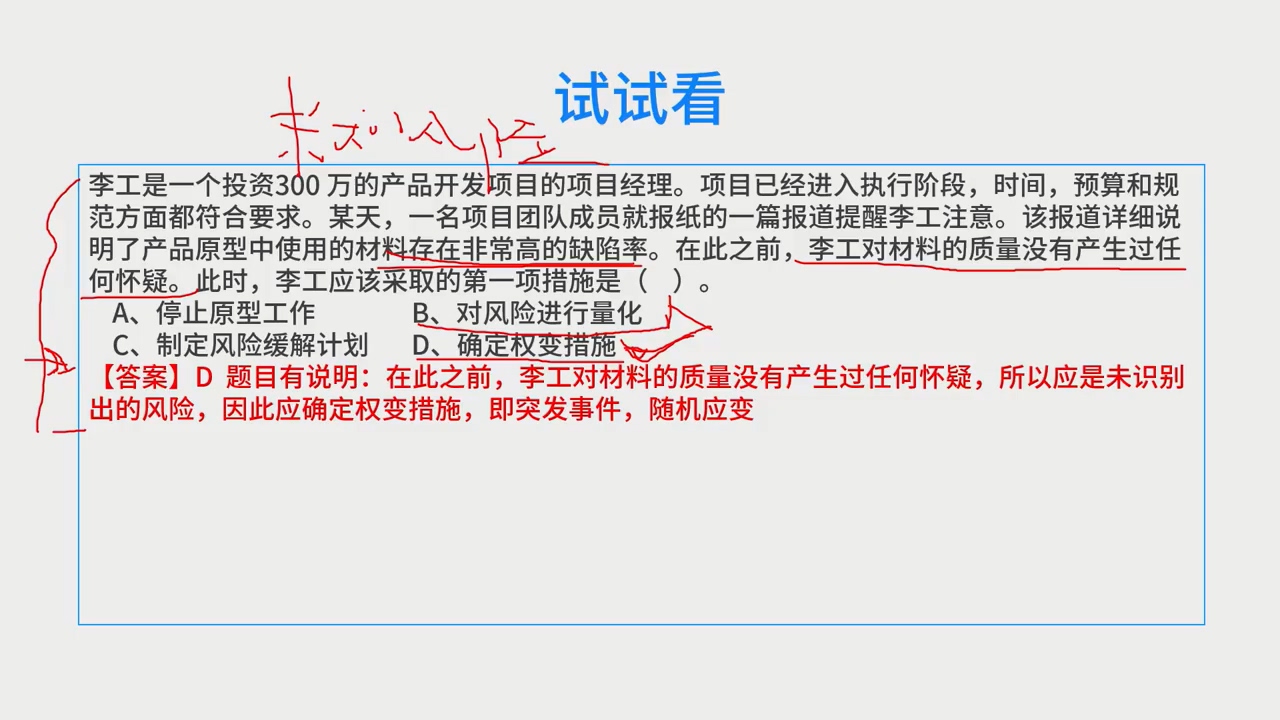 试试看
未知风险
李工是一个投资300 万的产品开发项目的项目经理。项目已经进入执行阶段，时间，预算和规
范方面都符合要求。某天，一名项目团队成员就报纸的一篇报道提醒李工注意。该报道详细说
明了产品原型中使用的材料存在非常高的缺陷率。在此之前，李工对材料的质量没有产生过任
何怀疑。此时，李工应该采取的第一项措施是（ ）。
A、停止原型工作 B、对风险进行量化
C、制定风险缓解计划 D、确定权变措施
【答案】D 题目有说明：在此之前，李工对材料的质量没有产生过任何怀疑，所以应是未识别
出的风险，因此应确定权变措施，即突发事件，随机应变